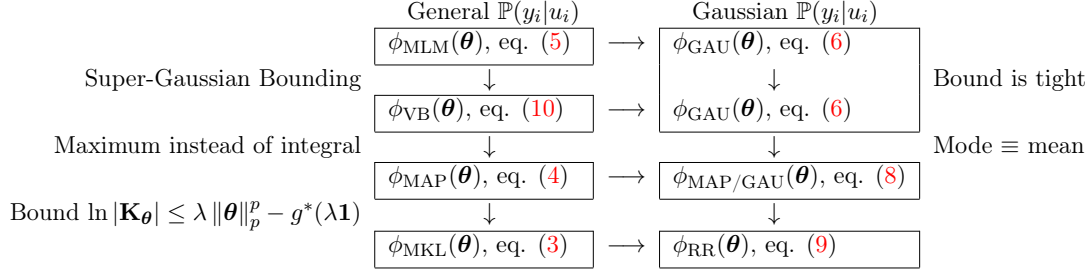 General ℙ(y_i|u_i) Gaussian ℙ(y_i|u_i)
ϕ_MLM(θ), eq. (5) ⟶ ϕ_GAU(θ), eq. (6)
Super-Gaussian Bounding ↓ ↓ Bound is tight
ϕ_VB(θ), eq. (10) ⟶ ϕ_GAU(θ), eq. (6)
Maximum instead of integral ↓ ↓ Mode ≡ mean
ϕ_MAP(θ), eq. (4) ⟶ ϕ_MAP/GAU(θ), eq. (8)
Bound ln |K_θ| ≤ λ ‖θ‖_p^p − g*(λ1) ↓ ↓
ϕ_MKL(θ), eq. (3) ⟶ ϕ_RR(θ), eq. (9)